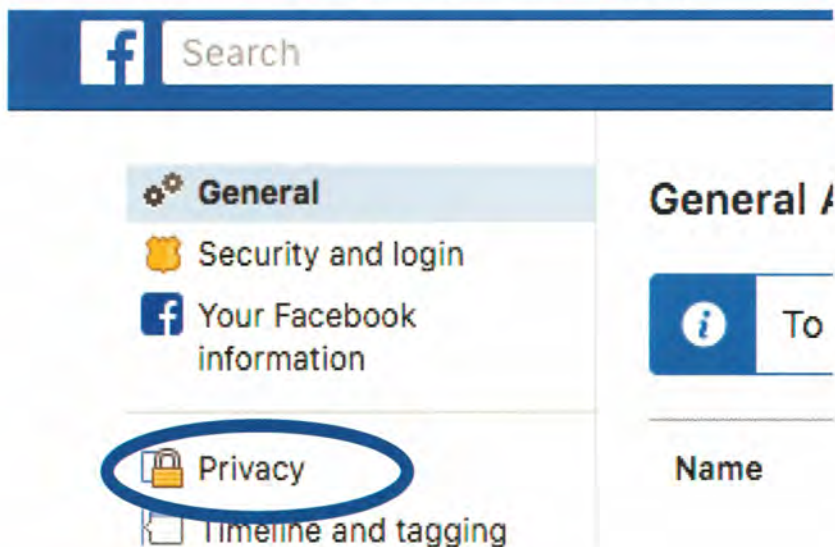 Search
General
Security and login
Your Facebook
information
Privacy
Timeline and tagging
General A
To
Name